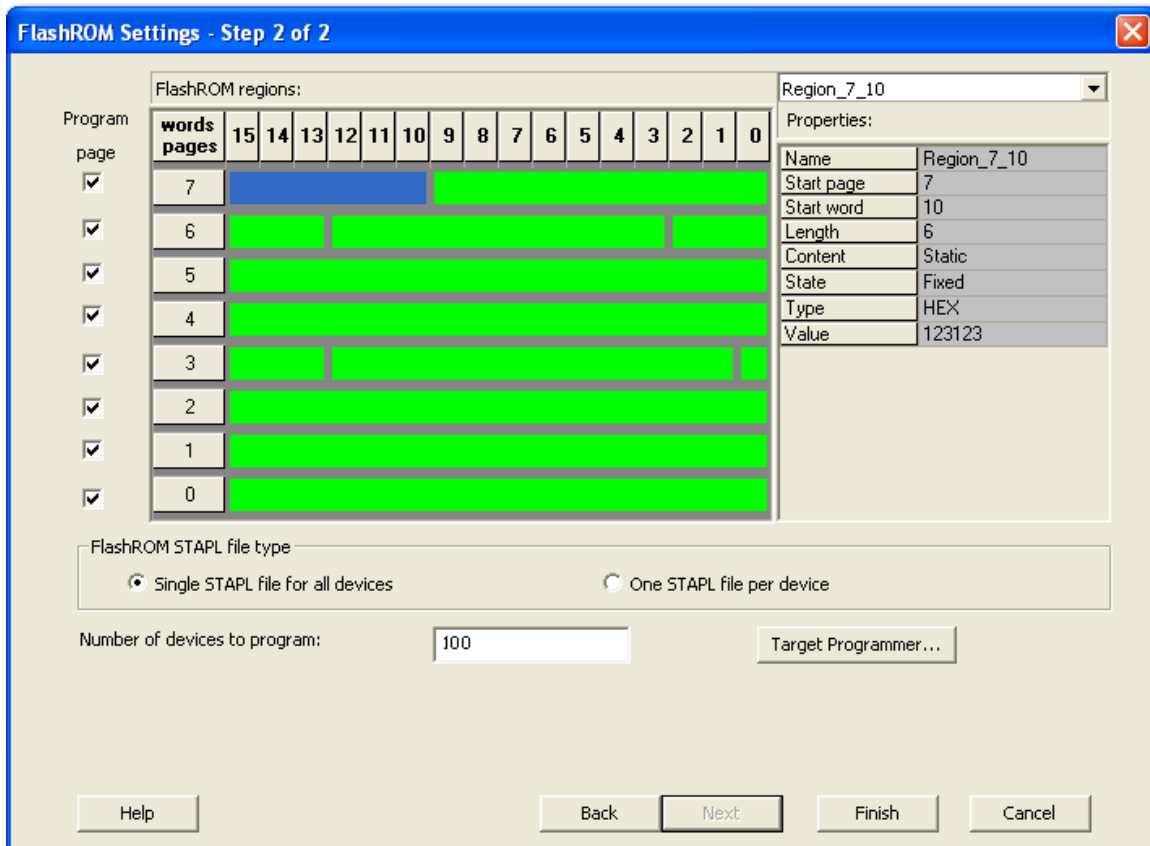 FlashROM Settings - Step 2 of 2
FlashROM regions:
Region_7_10
Program
page
words
pages
15 14 13 12 11 10 9 8 7 6 5 4 3 2 1 0
Properties:
7
6
5
4
3
2
1
0
Name Region_7_10
Start page 7
Start word 10
Length 6
Content Static
State Fixed
Type HEX
Value 123123
FlashROM STAPL file type
Single STAPL file for all devices One STAPL file per device
Number of devices to program: 100 Target Programmer...
Help Back Next Finish Cancel